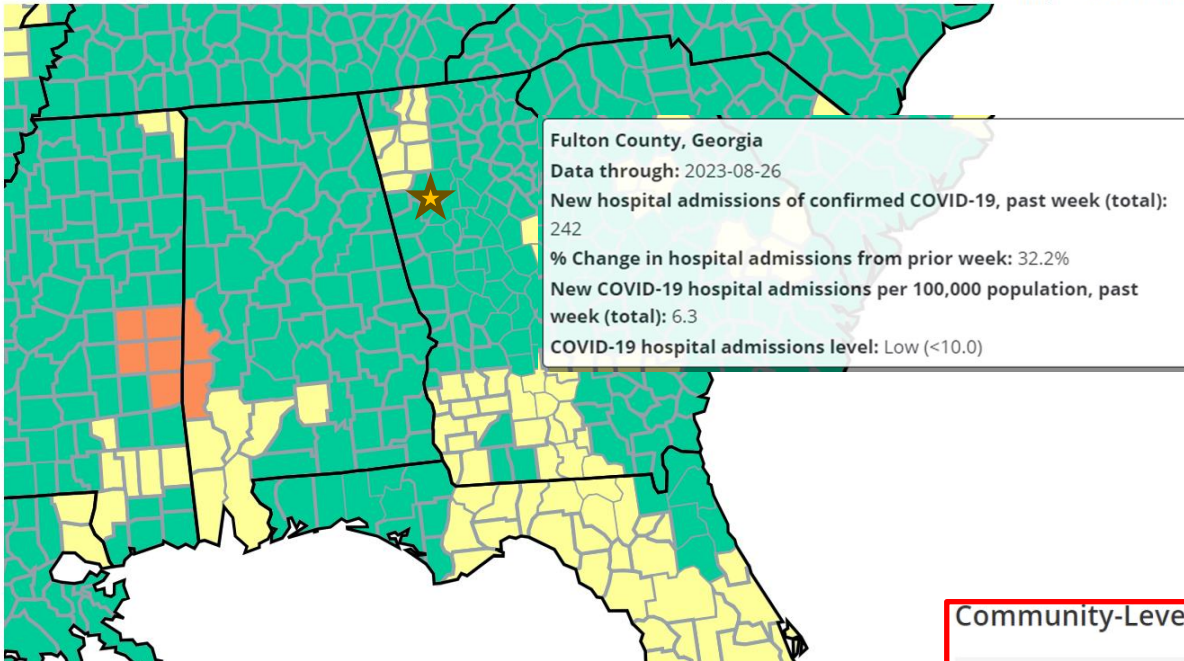 Fulton County, Georgia
Data through: 2023-08-26
New hospital admissions of confirmed COVID-19, past week (total):
242
% Change in hospital admissions from prior week: 32.2%
New COVID-19 hospital admissions per 100,000 population, past
week (total): 6.3
COVID-19 hospital admissions level: Low (<10.0)
Community-Leve